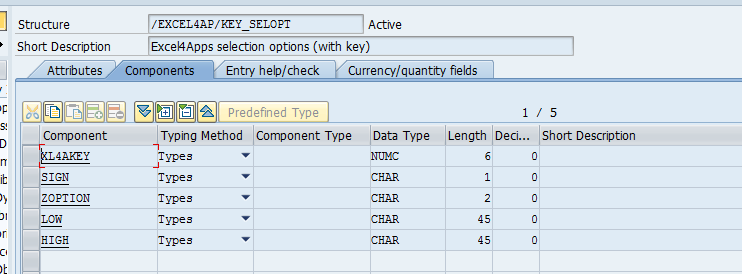 Structure /EXCEL4AP/KEY_SELOPT Active
Short Description Excel4Apps selection options (with key)
Attributes Components Entry help/check Currency/quantity fields
Predefined Type 1 / 5
Component Typing Method Component Type Data Type Length Deci... Short Description
XL4AKEY Types NUMC 6 0
SIGN Types CHAR 1 0
ZOPTION Types CHAR 2 0
LOW Types CHAR 45 0
HIGH Types CHAR 45 0